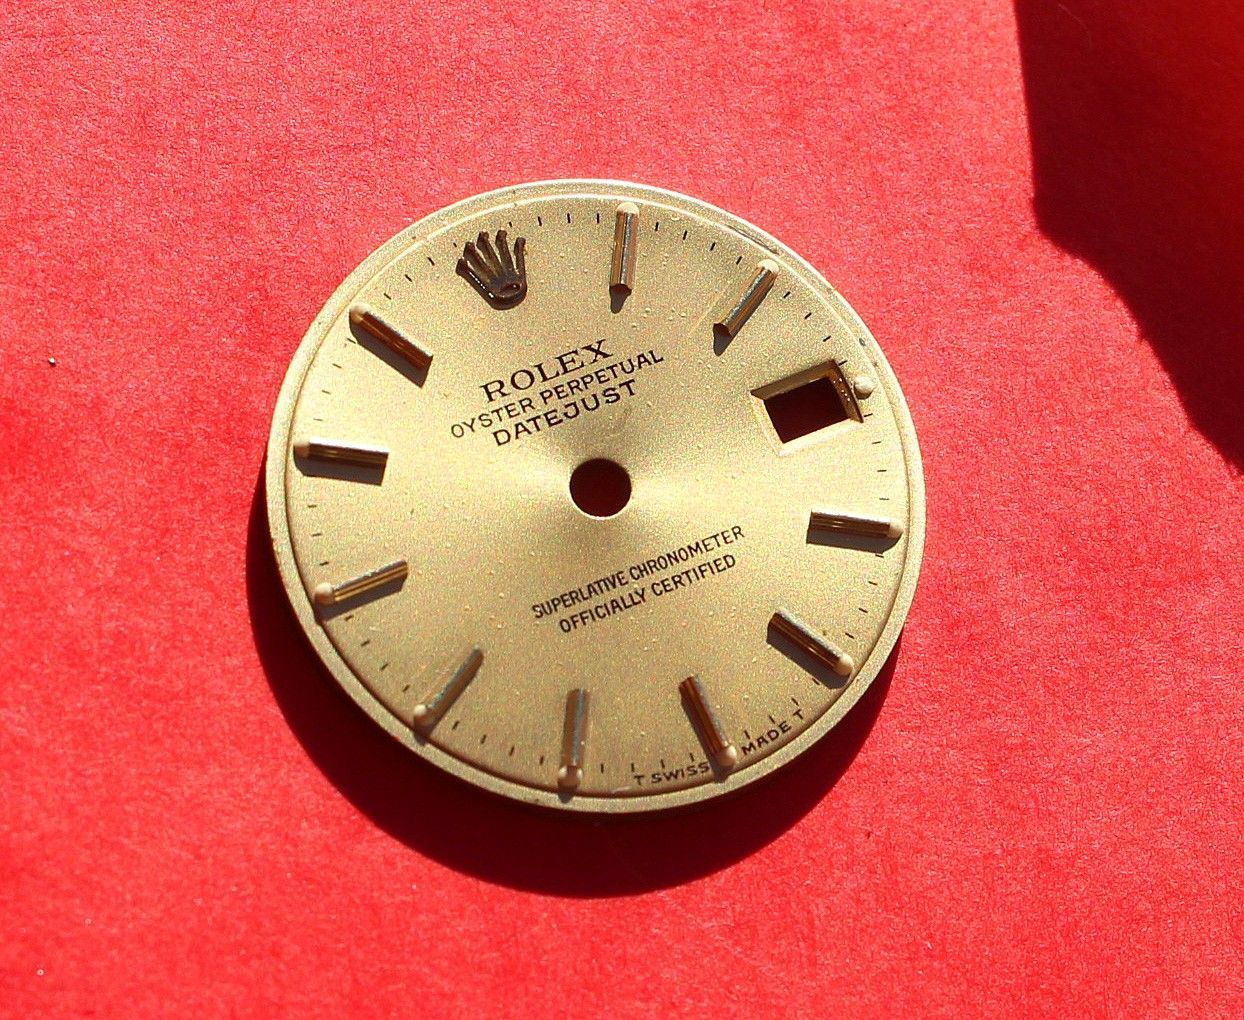 ROLEX
OYSTER PERPETUAL
DATEJUST
SUPERLATIVE CHRONOMETER
OFFICIALLY CERTIFIED
T SWISS MADE T